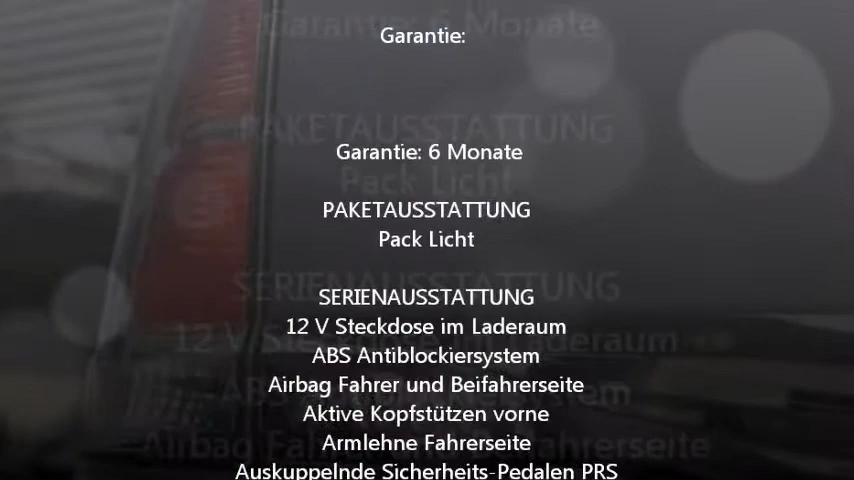 Garantie:
Garantie: 6 Monate
PAKETAUSSTATTUNG
Pack Licht
SERIENAUSSTATTUNG
12 V Steckdose im Laderaum
ABS Antiblockiersystem
Airbag Fahrer und Beifahrerseite
Aktive Kopfstützen vorne
Armlehne Fahrerseite
Auskuppelnde Sicherheits-Pedalen PRS